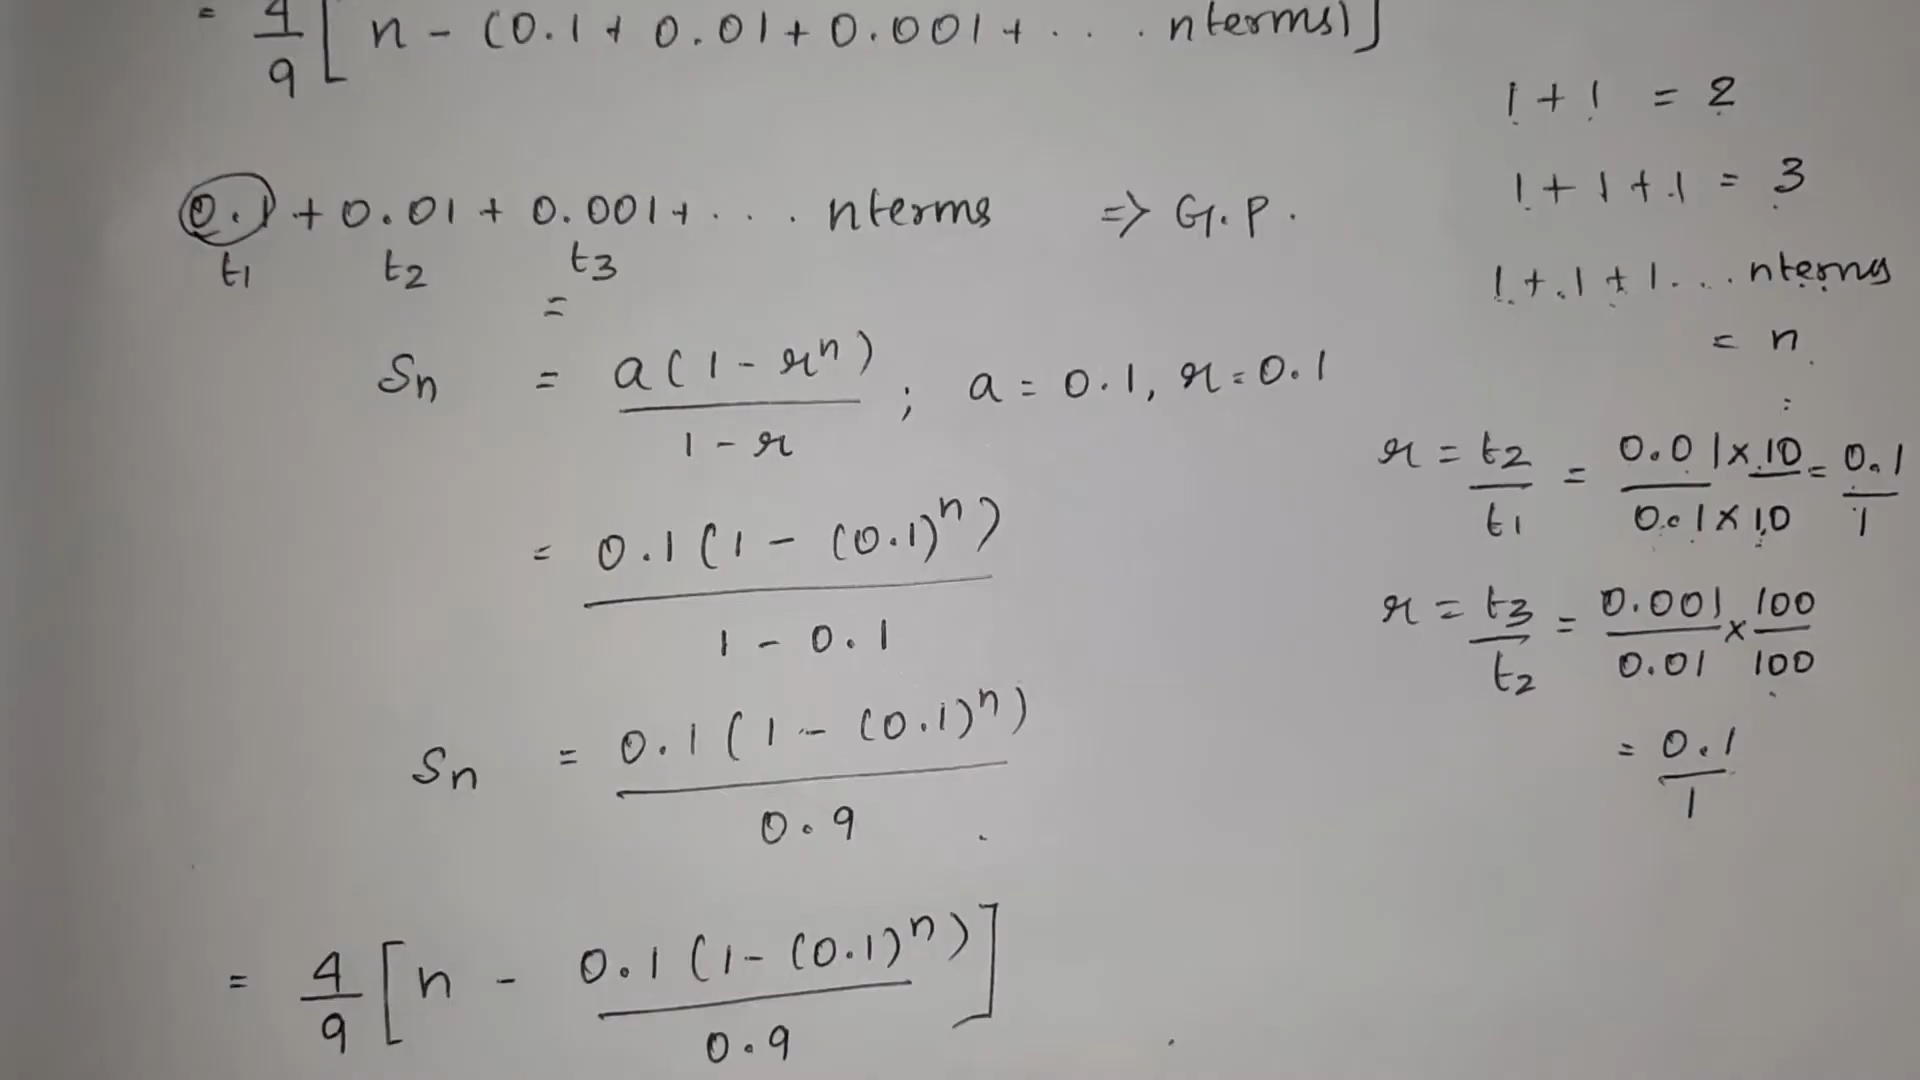 = 4/9 [ n - (0.1 + 0.01 + 0.001 + . . . n terms) ]
0.1 + 0.01 + 0.001 + . . . n terms => G.P.
t1 t2 t3
=
Sn = a(1 - r^n) / 1 - r ; a = 0.1, r = 0.1
= 0.1(1 - (0.1)^n) / 1 - 0.1
Sn = 0.1(1 - (0.1)^n) / 0.9
= 4/9 [ n - 0.1(1 - (0.1)^n) / 0.9 ]
1 + 1 = 2
1 + 1 + 1 = 3
1 + 1 + 1 . . . n terms
= n
r = t2/t1 = 0.01 × 10 / 0.1 × 10 = 0.1/1
r = t3/t2 = 0.001/0.01 × 100/100
= 0.1/1